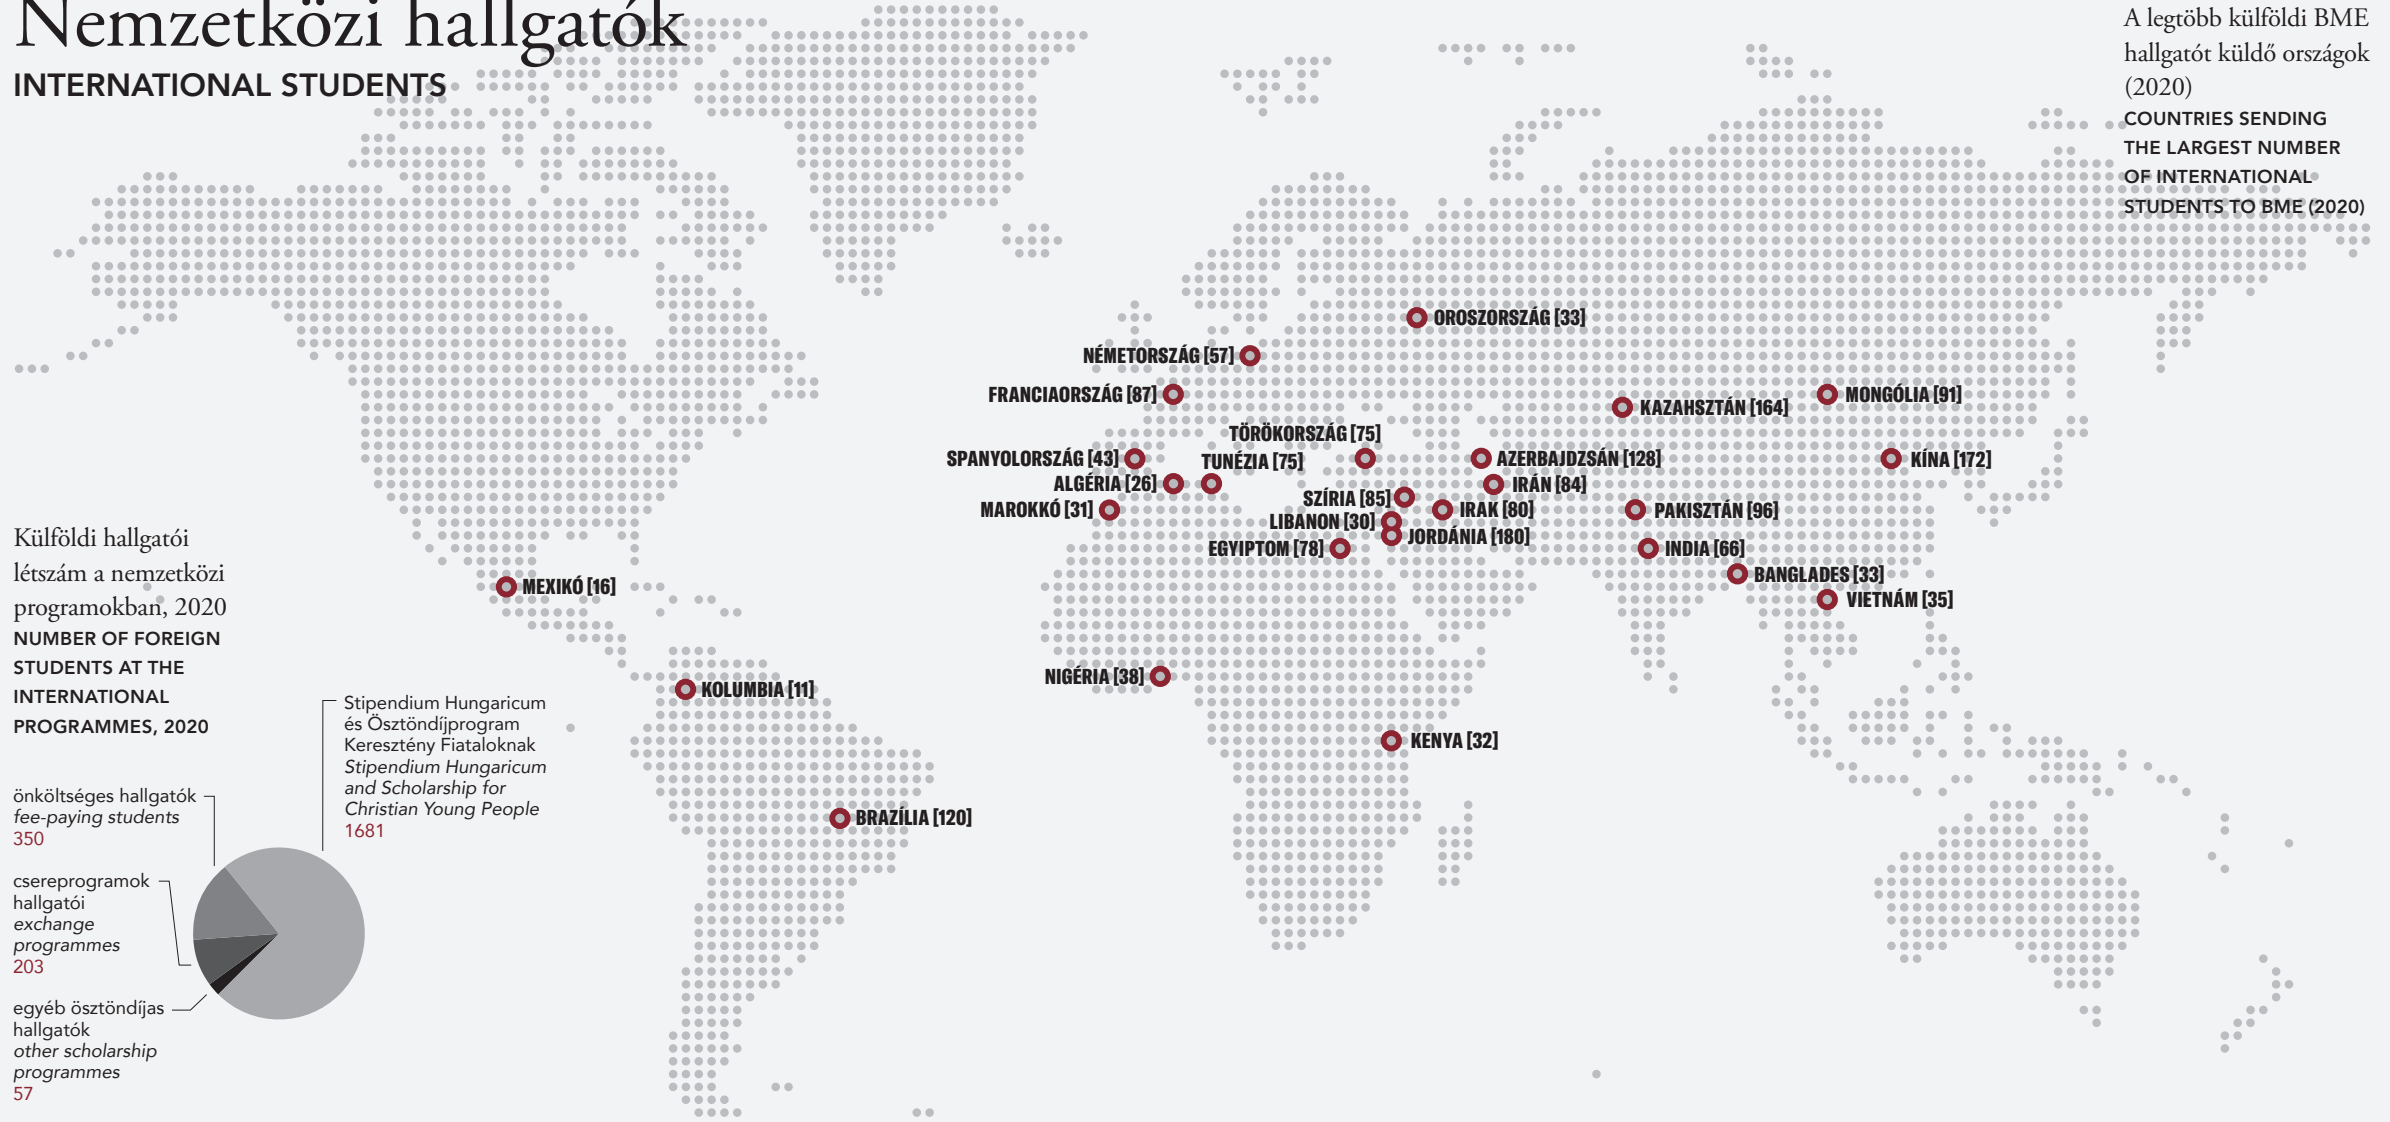 Nemzetközi hallgatók
INTERNATIONAL STUDENTS
A legtöbb külföldi BME
hallgatót küldő országok
(2020)
COUNTRIES SENDING
THE LARGEST NUMBER
OF INTERNATIONAL
STUDENTS TO BME (2020)
OROSZORSZÁG [33]
NÉMETORSZÁG [57]
FRANCIAORSZÁG [87]
MONGÓLIA [91]
KAZAHSZTÁN [164]
TÖRÖKORSZÁG [75]
SPANYOLORSZÁG [43]
TUNÉZIA [75]
AZERBAJDZSÁN [128]
KÍNA [172]
ALGÉRIA [26]
IRÁN [84]
SZÍRIA [85]
MAROKKÓ [31]
IRAK [80]
PAKISZTÁN [96]
LIBANON [30]
JORDÁNIA [180]
EGYIPTOM [78]
INDIA [66]
BANGLADES [33]
MEXIKÓ [16]
VIETNÁM [35]
NIGÉRIA [38]
KOLUMBIA [11]
KENYA [32]
BRAZÍLIA [120]
Külföldi hallgatói
létszám a nemzetközi
programokban, 2020
NUMBER OF FOREIGN
STUDENTS AT THE
INTERNATIONAL
PROGRAMMES, 2020
Stipendium Hungaricum
és Ösztöndíjprogram
Keresztény Fiataloknak
Stipendium Hungaricum
and Scholarship for
Christian Young People
1681
önköltséges hallgatók
fee-paying students
350
csereprogramok
hallgatói
exchange
programmes
203
egyéb ösztöndíjas
hallgatók
other scholarship
programmes
57